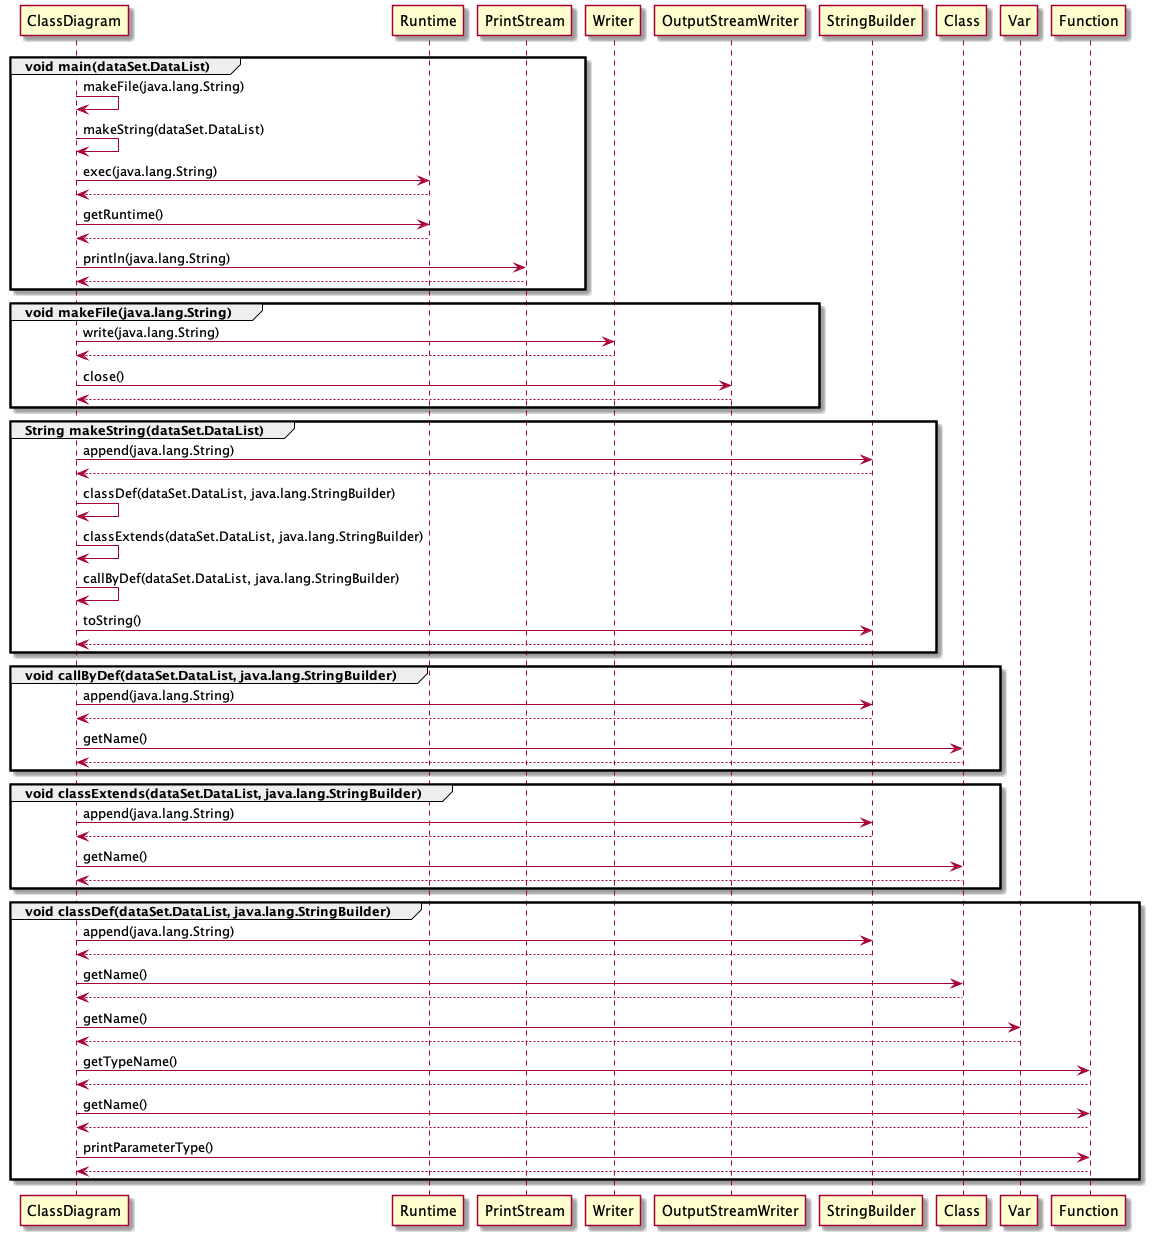 ClassDiagram Runtime PrintStream Writer OutputStreamWriter StringBuilder Class Var Function
void main(dataSet.DataList)
makeFile(java.lang.String)
makeString(dataSet.DataList)
exec(java.lang.String)
getRuntime()
println(java.lang.String)
void makeFile(java.lang.String)
write(java.lang.String)
close()
String makeString(dataSet.DataList)
append(java.lang.String)
classDef(dataSet.DataList, java.lang.StringBuilder)
classExtends(dataSet.DataList, java.lang.StringBuilder)
callByDef(dataSet.DataList, java.lang.StringBuilder)
toString()
void callByDef(dataSet.DataList, java.lang.StringBuilder)
append(java.lang.String)
getName()
void classExtends(dataSet.DataList, java.lang.StringBuilder)
append(java.lang.String)
getName()
void classDef(dataSet.DataList, java.lang.StringBuilder)
append(java.lang.String)
getName()
getName()
getTypeName()
getName()
printParameterType()
ClassDiagram Runtime PrintStream Writer OutputStreamWriter StringBuilder Class Var Function